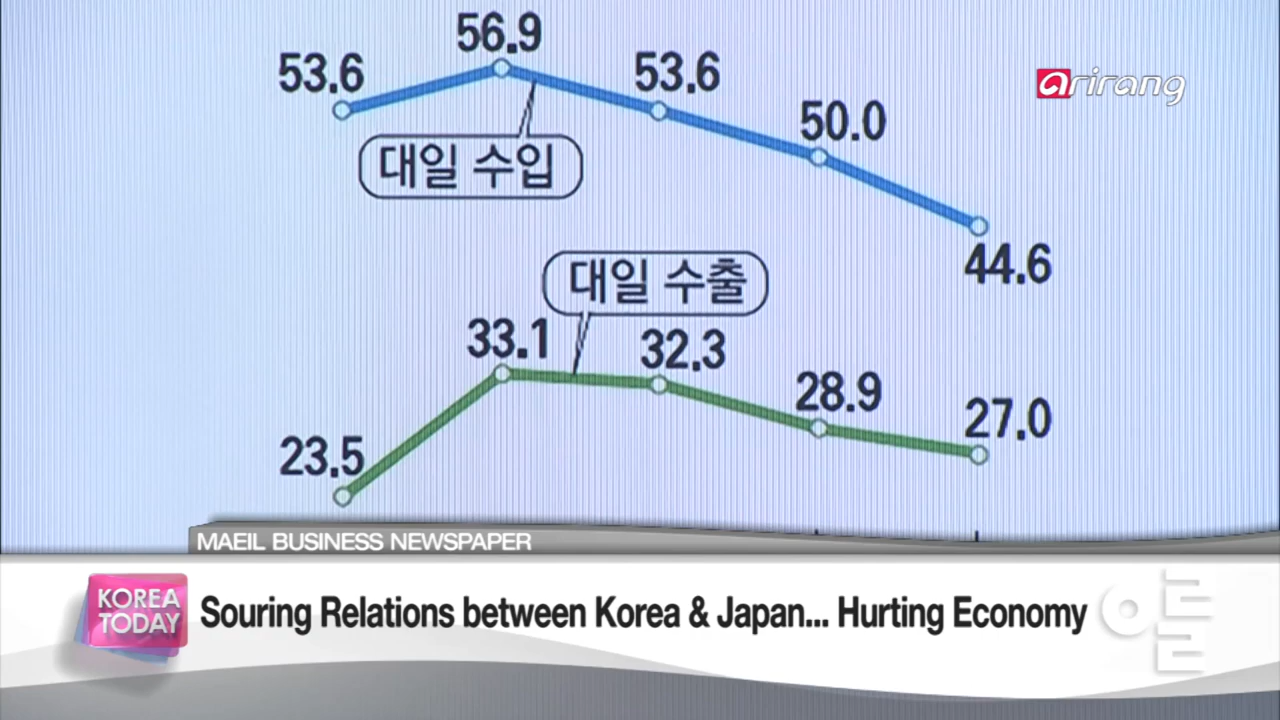 56.9
53.6
53.6
arirang
50.0
대일 수입
44.6
대일 수출
33.1
32.3
28.9
27.0
23.5
MAEIL BUSINESS NEWSPAPER
KOREA
TODAY
Souring Relations between Korea & Japan... Hurting Economy